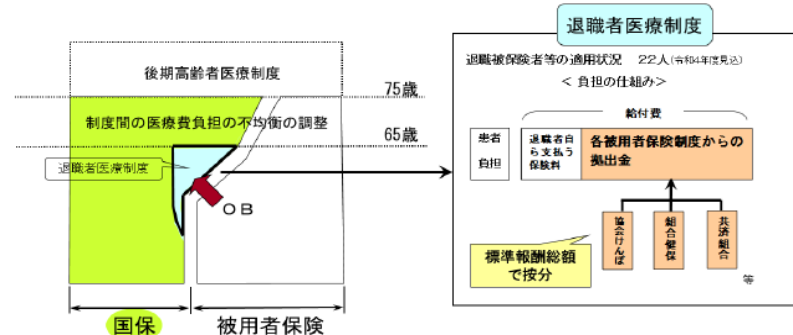 後期高齢者医療制度
75歳
制度間の医療費負担の不均衡の調整
65歳
退職者医療制度
OB
国保
被用者保険
退職者医療制度
退職被保険者等の適用状況 22人(令和4年度見込)
< 負担の仕組み>
給付費
患者
負担
退職者自
ら支払う
保険料
各被用者保険制度からの
拠出金
協会けんぽ
組合健保
共済組合
等
標準報酬総額
で按分